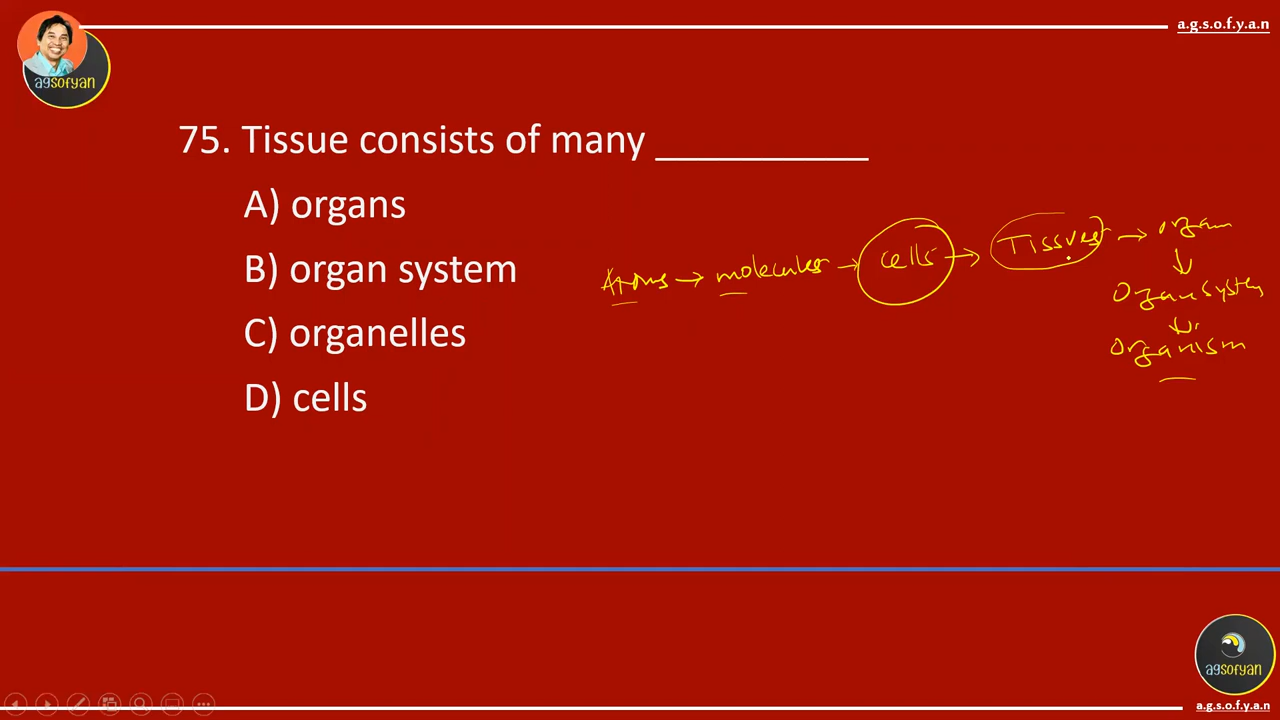 a.g.s.o.f.y.a.n
agsofyan
75. Tissue consists of many __________
A) organs
B) organ system
C) organelles
D) cells
Atoms → molecules → cells → Tissues → organ
↓
Organ system
↓
Organism
agsofyan
a.g.s.o.f.y.a.n